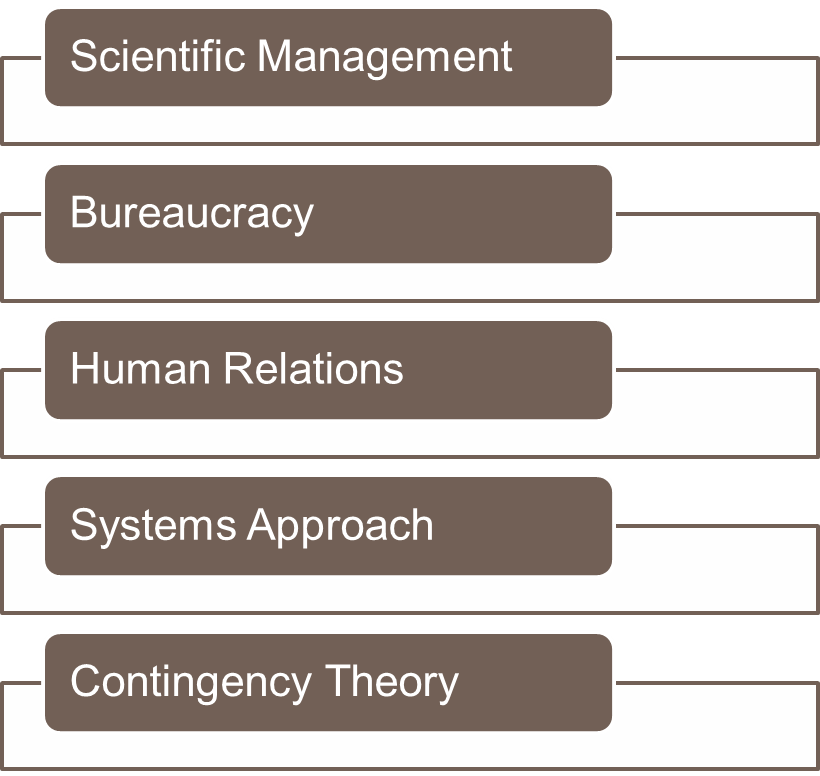 Scientific Management
Bureaucracy
Human Relations
Systems Approach
Contingency Theory